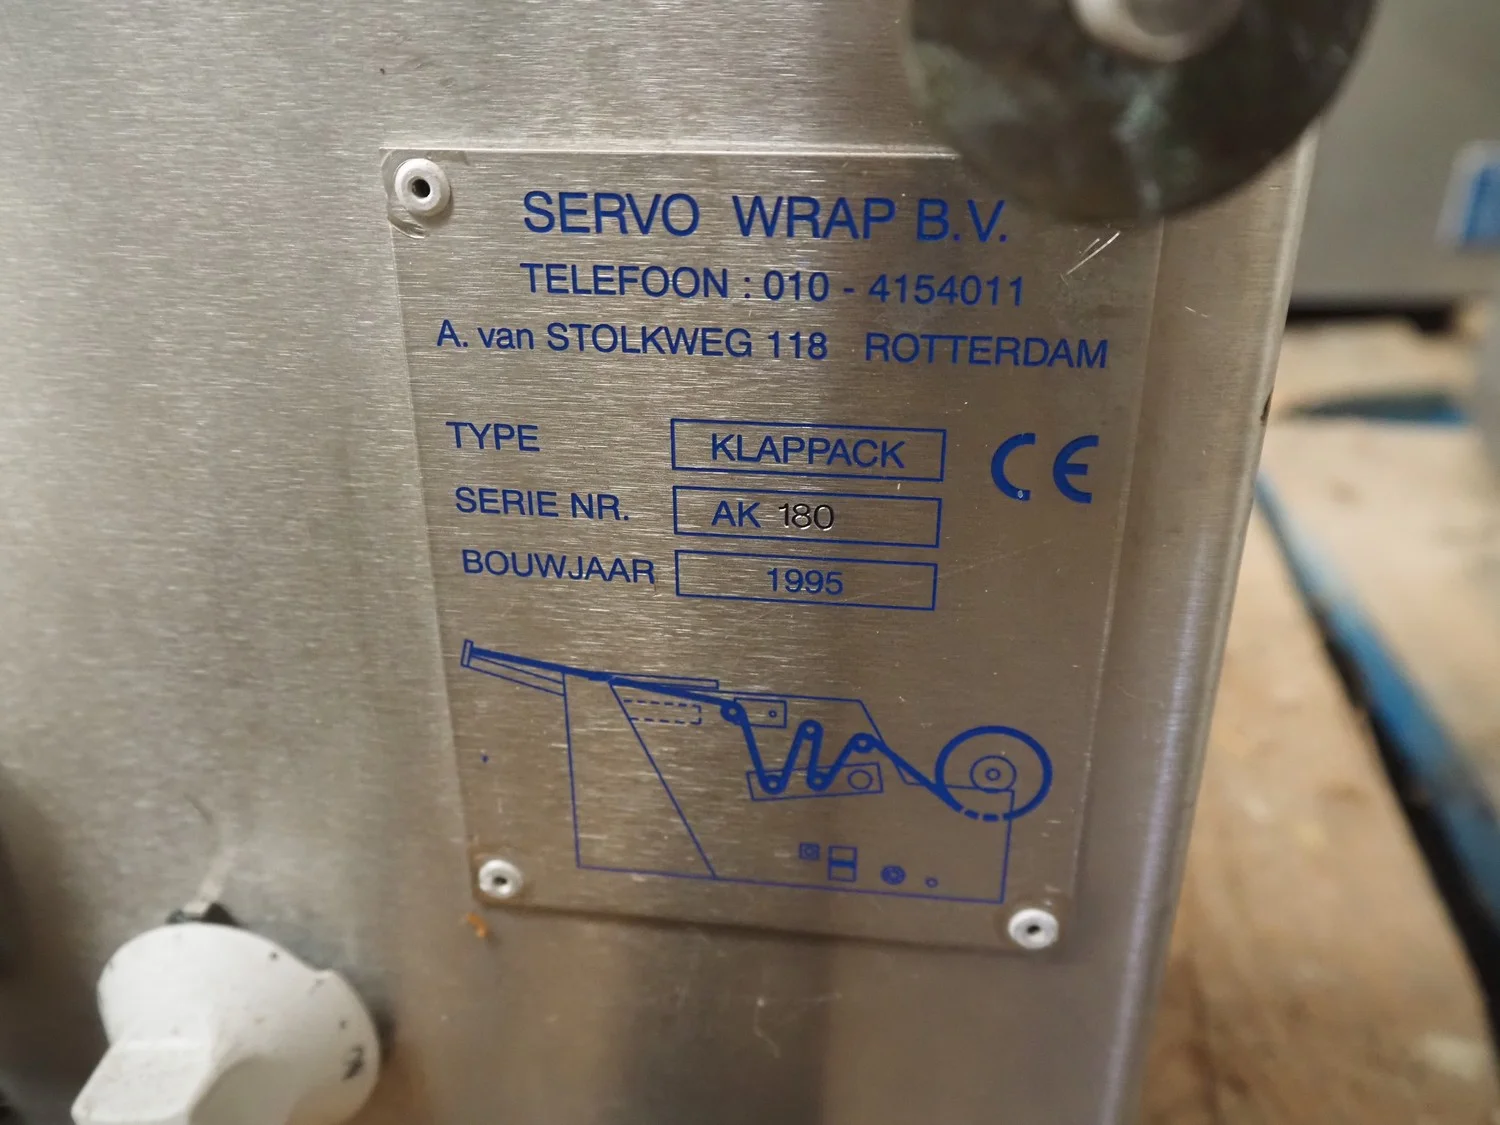 SERVO WRAP B.V.
TELEFOON : 010 - 4154011
A. van STOLKWEG 118 ROTTERDAM
TYPE KLAPPACK CE
SERIE NR. AK 180
BOUWJAAR 1995